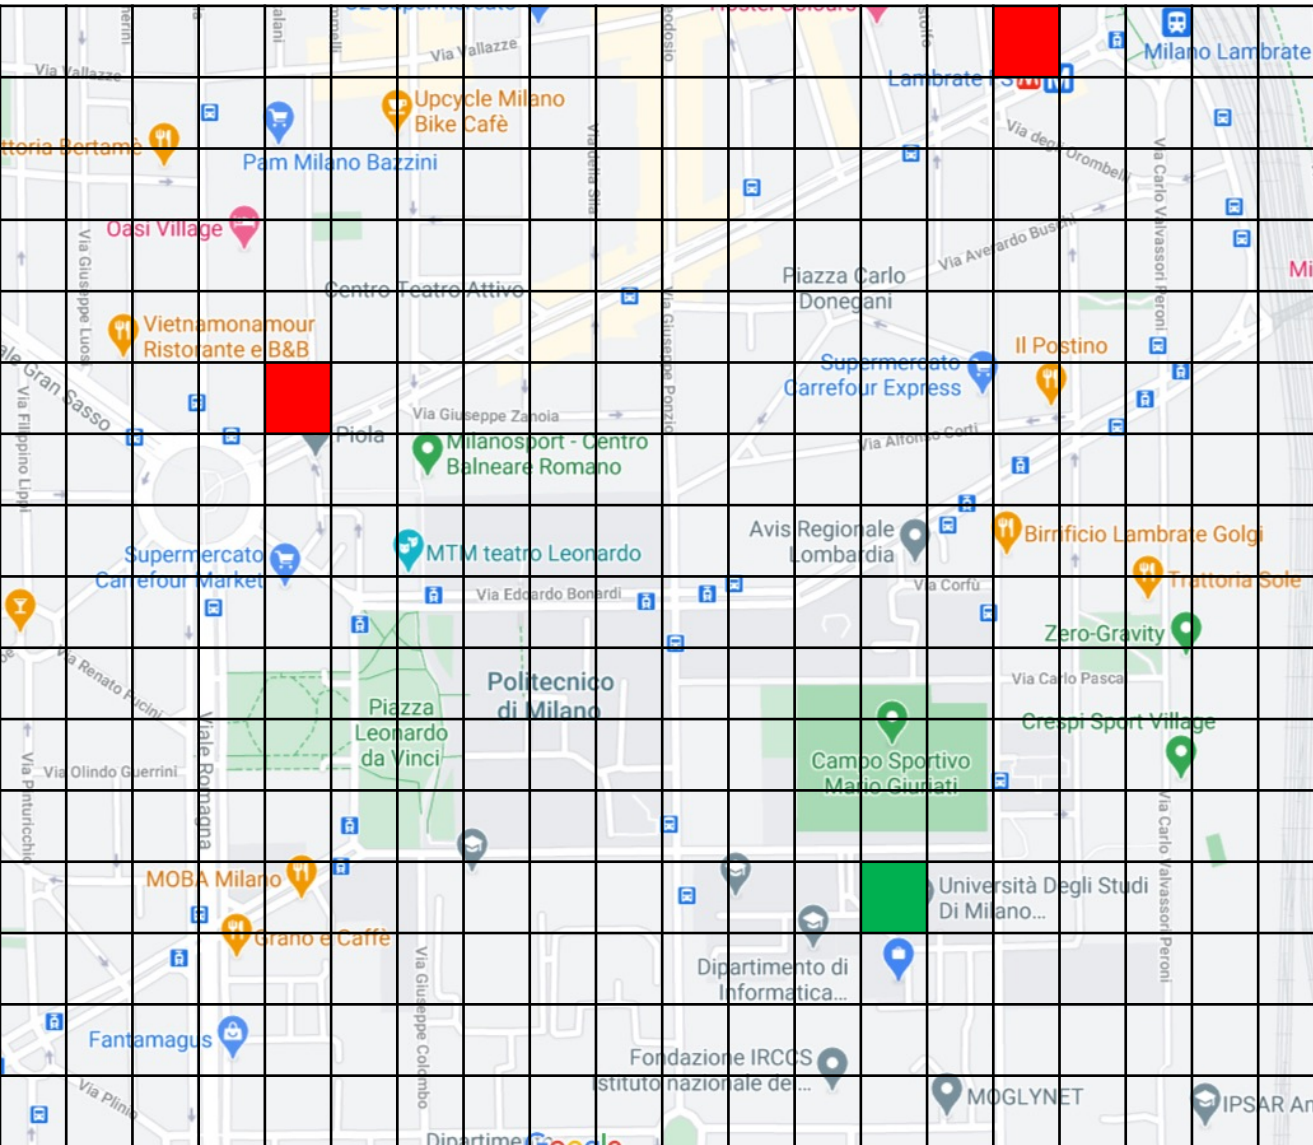 Via Vallazze
Via Vallazze
Milano Lambrate
Lambrate FS
Upcycle Milano
Bike Cafè
Pam Milano Bazzini
Via degli Orombelli
Oasi Village
Via Averardo Buschi
Via Giuseppe Luosi
Via Carlo Valvassori Peroni
Piazza Carlo
Donegani
Centro Teatro Attivo
Vietnamonamour
Ristorante e B&B
Il Postino
Supermercato
Carrefour Express
Via Giuseppe Ponzio
Via Filippino Lippi
Via Giuseppe Zanoia
Piola
Milanosport - Centro
Balneare Romano
Via Alfonso Corti
Avis Regionale
Lombardia
Birrificio Lambrate Golgi
Supermercato
Carrefour Market
MTM teatro Leonardo
Trattoria Sole
Via Edoardo Bonardi
Via Corfù
Zero-Gravity
Via Renato Fucini
Politecnico
di Milano
Via Carlo Pascal
Piazza
Leonardo
da Vinci
Crespi Sport Village
Campo Sportivo
Mario Giuriati
Via Olindo Guerrini
Viale Romagna
Via Pinturicchio
MOBA Milano
Università Degli Studi
Di Milano...
Via Carlo Valvassori Peroni
Grano e Caffè
Dipartimento di
Informatica...
Via Giuseppe Colombo
Fantamagus
Fondazione IRCCS
Istituto nazionale dei...
Via Plinio
MOGLYNET
IPSAR
Google